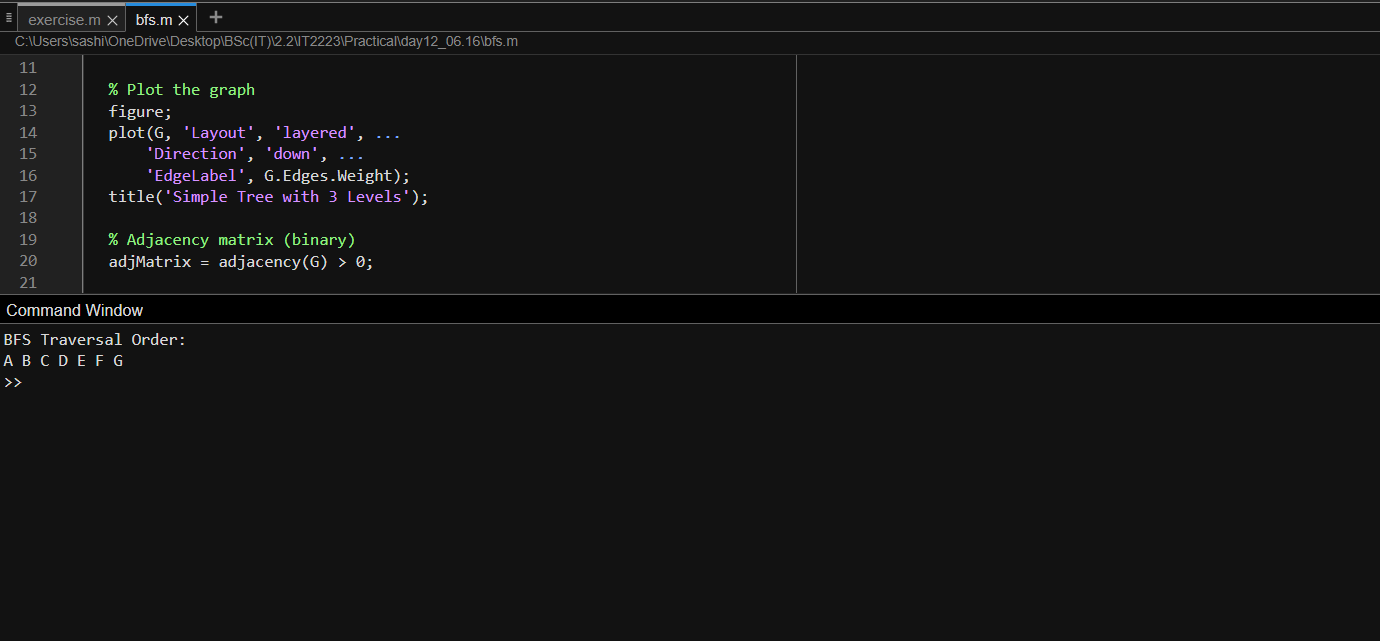 exercise.m × bfs.m × +
C:\Users\sashi\OneDrive\Desktop\BSc(IT)\2.2\IT2223\Practical\day12_06.16\bfs.m
11
12 % Plot the graph
13 figure;
14 plot(G, 'Layout', 'layered', ...
15 'Direction', 'down', ...
16 'EdgeLabel', G.Edges.Weight);
17 title('Simple Tree with 3 Levels');
18
19 % Adjacency matrix (binary)
20 adjMatrix = adjacency(G) > 0;
21
Command Window
BFS Traversal Order:
A B C D E F G
>>